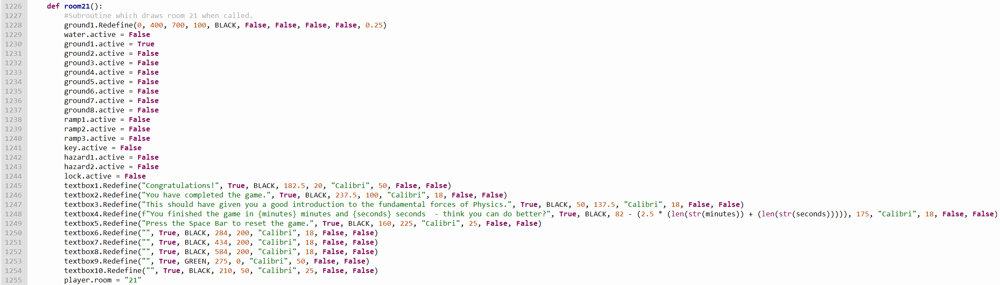 1226 def room21():
1227 #Subroutine which draws room 21 when called.
1228 ground1.Redefine(0, 400, 700, 100, BLACK, False, False, False, False, 0.25)
1229 water.active = False
1230 ground1.active = True
1231 ground2.active = False
1232 ground3.active = False
1233 ground4.active = False
1234 ground5.active = False
1235 ground6.active = False
1236 ground7.active = False
1237 ground8.active = False
1238 ramp1.active = False
1239 ramp2.active = False
1240 ramp3.active = False
1241 key.active = False
1242 hazard1.active = False
1243 hazard2.active = False
1244 lock.active = False
1245 textbox1.Redefine("Congratulations!", True, BLACK, 182.5, 20, "Calibri", 50, False, False)
1246 textbox2.Redefine("You have completed the game.", True, BLACK, 237.5, 100, "Calibri", 18, False, False)
1247 textbox3.Redefine("This should have given you a good introduction to the fundamental forces of Physics.", True, BLACK, 50, 137.5, "Calibri", 18, False, False)
1248 textbox4.Redefine(f"You finished the game in {minutes} minutes and {seconds} seconds  - think you can do better?", True, BLACK, 82 - (2.5 * (len(str(minutes)) + (len(str(seconds))))), 175, "Calibri", 18, False, False)
1249 textbox5.Redefine("Press the Space Bar to reset the game.", True, BLACK, 160, 225, "Calibri", 25, False, False)
1250 textbox6.Redefine("", True, BLACK, 284, 200, "Calibri", 18, False, False)
1251 textbox7.Redefine("", True, BLACK, 434, 200, "Calibri", 18, False, False)
1252 textbox8.Redefine("", True, BLACK, 584, 200, "Calibri", 18, False, False)
1253 textbox9.Redefine("", True, GREEN, 275, 0, "Calibri", 50, False, False)
1254 textbox10.Redefine("", True, BLACK, 210, 50, "Calibri", 25, False, False)
1255 player.room = "21"